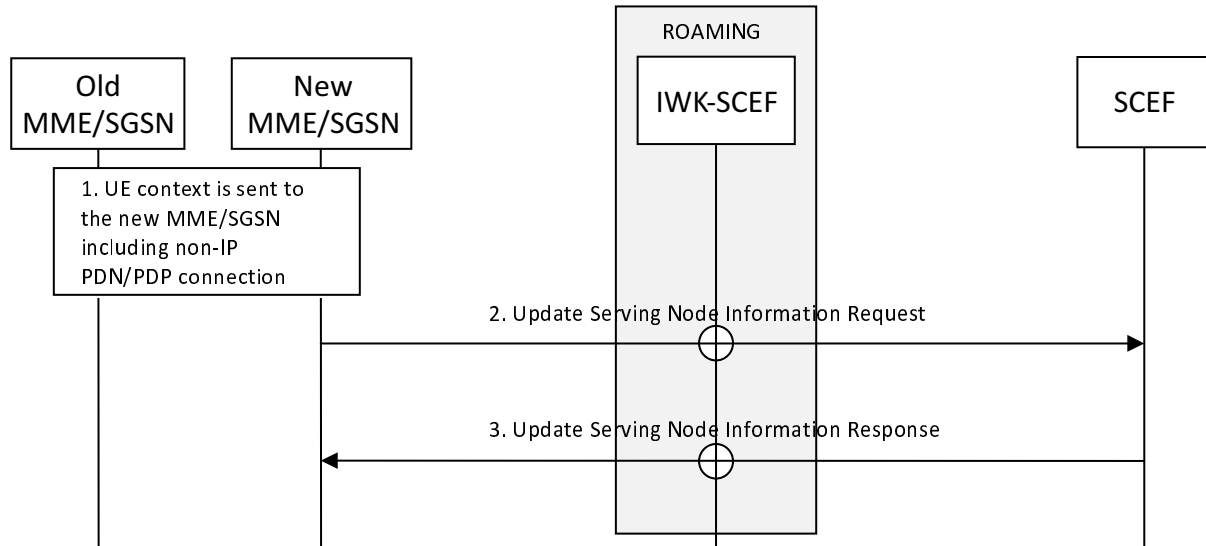 ROAMING
Old
MME/SGSN
New
MME/SGSN
IWK-SCEF
SCEF
1. UE context is sent to
the new MME/SGSN
including non-IP
PDN/PDP connection
2. Update Serving Node Information Request
3. Update Serving Node Information Response